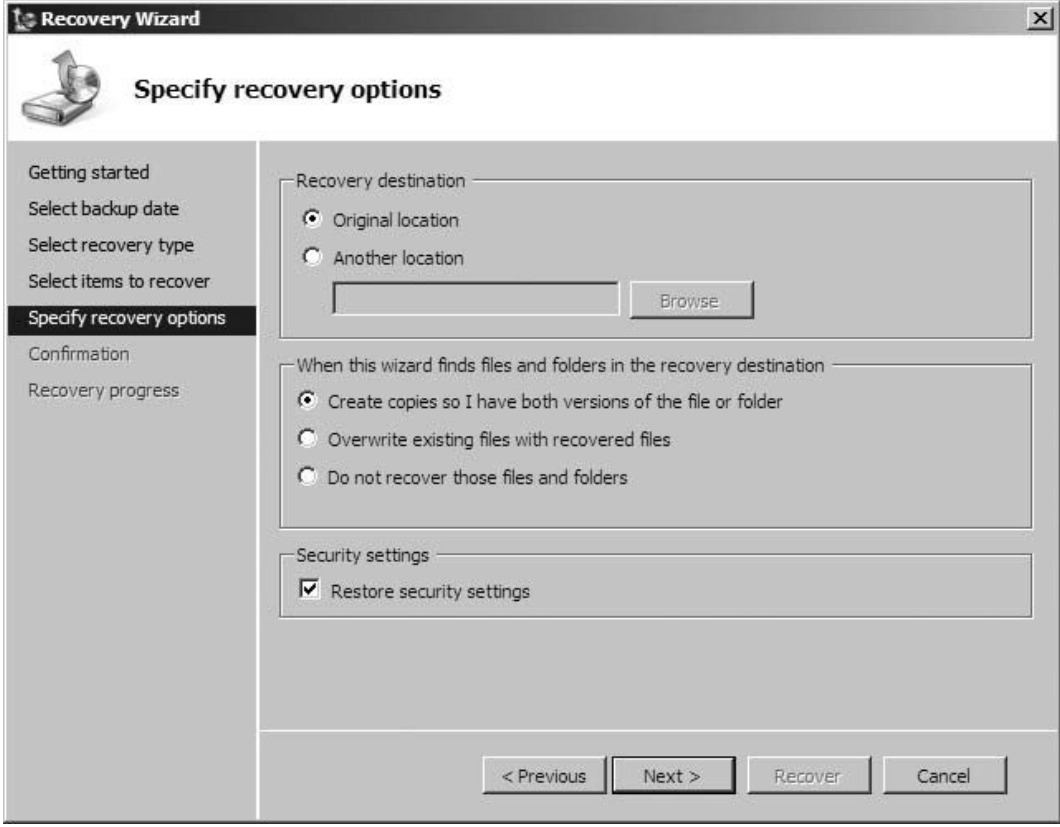 Recovery Wizard
Specify recovery options
Getting started
Select backup date
Select recovery type
Select items to recover
Specify recovery options
Confirmation
Recovery progress
Recovery destination
Original location
Another location
Browse
When this wizard finds files and folders in the recovery destination
Create copies so I have both versions of the file or folder
Overwrite existing files with recovered files
Do not recover those files and folders
Security settings
Restore security settings
< Previous Next > Recover Cancel